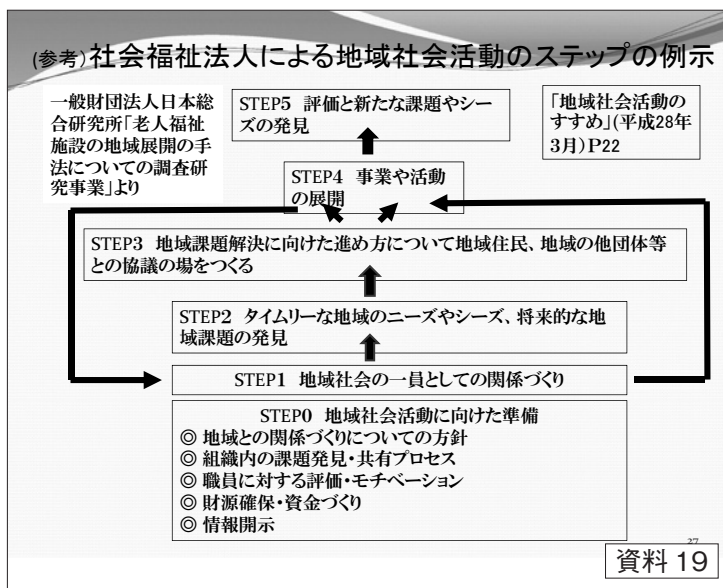 (参考)社会福祉法人による地域社会活動のステップの例示
一般財団法人日本総
合研究所「老人福祉
施設の地域展開の手
法についての調査研
究事業」より
STEP5 評価と新たな課題やシー
ズの発見
「地域社会活動の
すすめ」(平成28年
3月)P22
STEP4 事業や活動
の展開
STEP3 地域課題解決に向けた進め方について地域住民、地域の他団体等
との協議の場をつくる
STEP2 タイムリーな地域のニーズやシーズ、将来的な地
域課題の発見
STEP1 地域社会の一員としての関係づくり
STEP0 地域社会活動に向けた準備
◎ 地域との関係づくりについての方針
◎ 組織内の課題発見・共有プロセス
◎ 職員に対する評価・モチベーション
◎ 財源確保・資金づくり
◎ 情報開示
27
資料 19